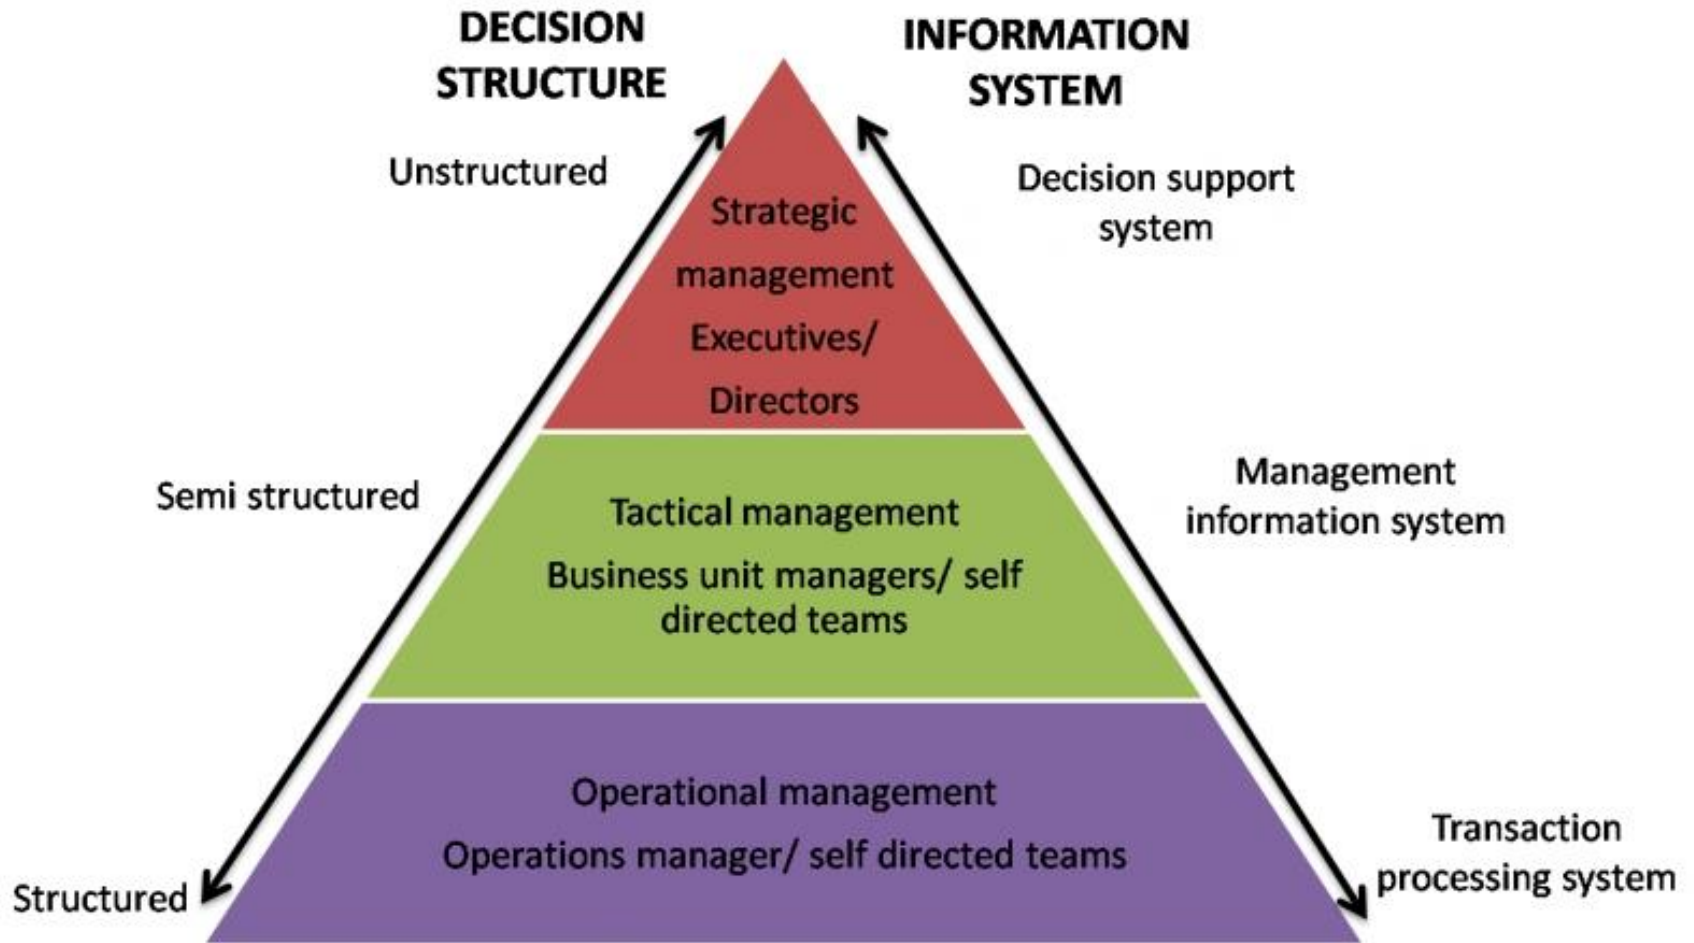 DECISION
STRUCTURE
INFORMATION
SYSTEM
Unstructured
Decision support
system
Strategic
management
Executives/
Directors
Semi structured
Management
information system
Tactical management
Business unit managers/ self
directed teams
Operational management
Operations manager/ self directed teams
Structured
Transaction
processing system